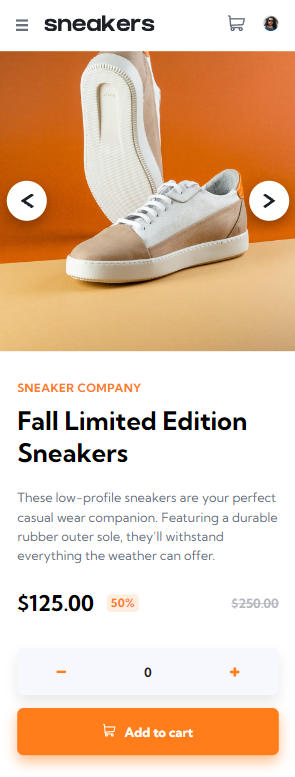 sneakers
SNEAKER COMPANY
Fall Limited Edition
Sneakers
These low-profile sneakers are your perfect
casual wear companion. Featuring a durable
rubber outer sole, they'll withstand
everything the weather can offer.
$125.00 50% $250.00
− 0 +
Add to cart